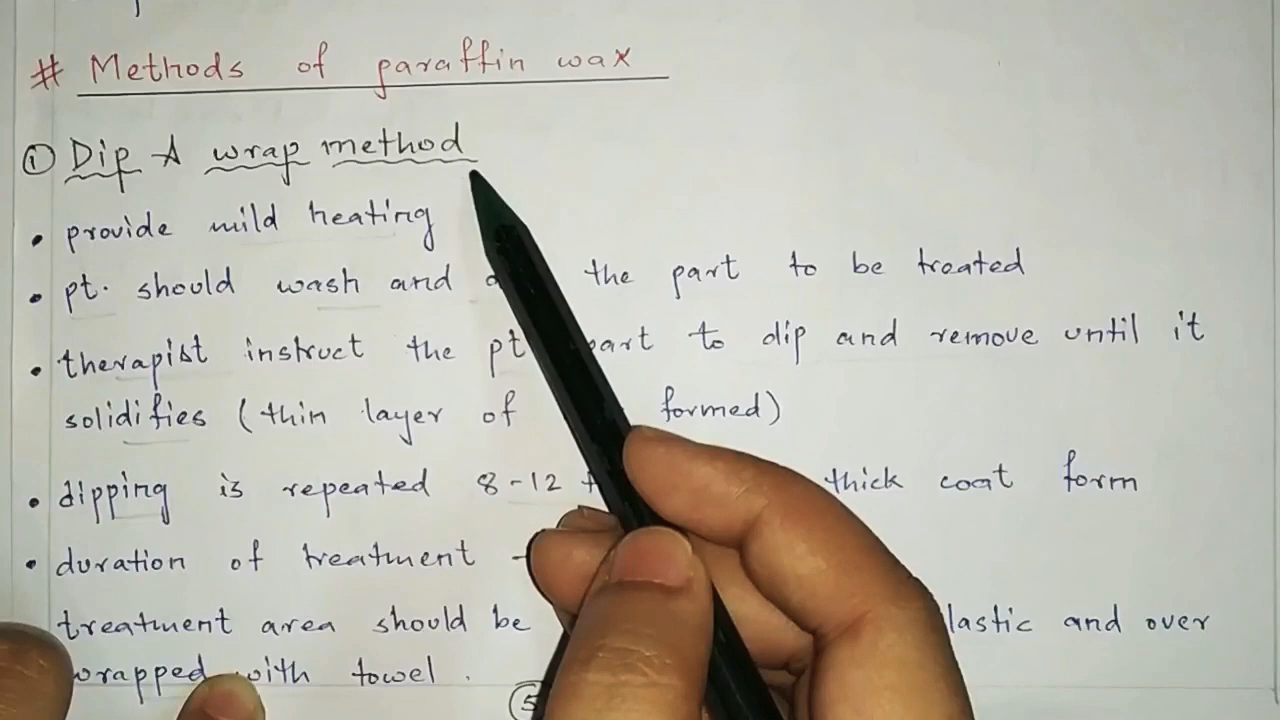 # Methods of paraffin wax
① Dip & wrap method
• provide mild heating
• pt. should wash and the part to be treated
• therapist instruct the pt part to dip and remove until it
solidifies (thin layer of formed)
• dipping is repeated 8-12 thick coat form
• duration of treatment -
treatment area should be lastic and over
wrapped with towel.
5